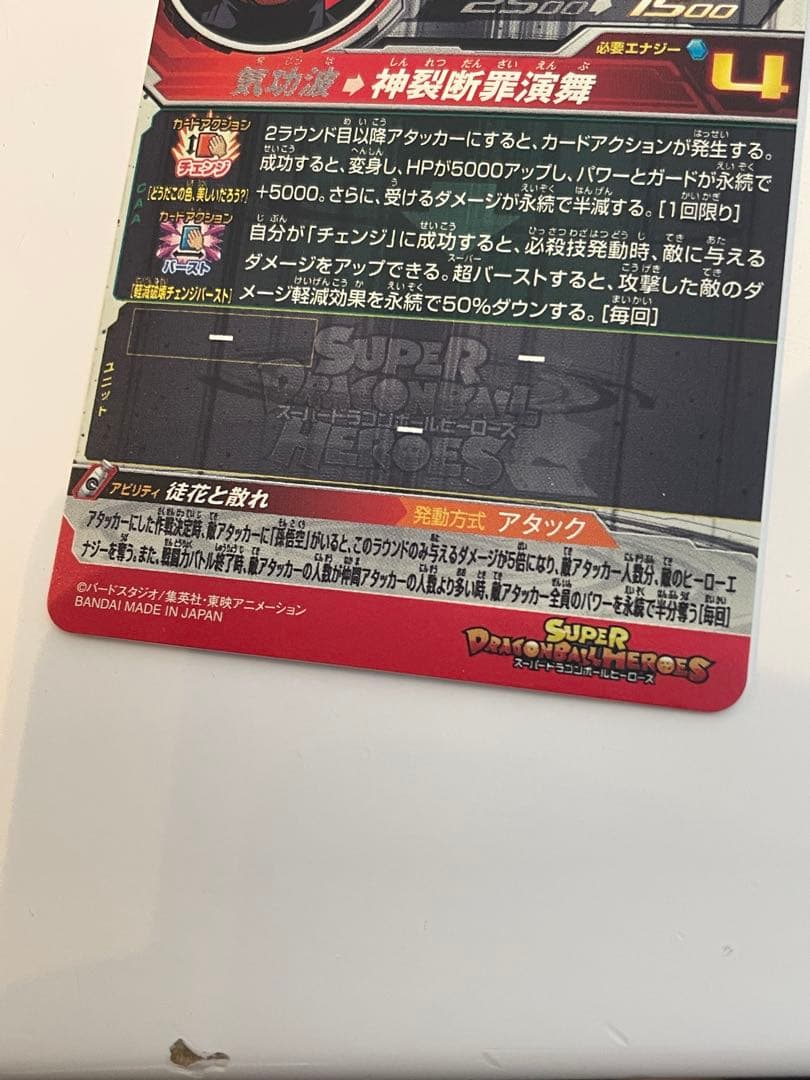 2500 1500
必要エナジー 4
気功波➡神裂断罪演舞
カードアクション
チェンジ
[どうだこの色、美しいだろう?]
2ラウンド目以降アタッカーにすると、カードアクションが発生する。
成功すると、変身し、HPが5000アップし、パワーとガードが永続で
+5000。さらに、受けるダメージが永続で半減する。[1回限り]
CAA
カードアクション
バースト
[軽減破壊チェンジバースト]
自分が「チェンジ」に成功すると、必殺技発動時、敵に与える
ダメージをアップできる。超バーストすると、攻撃した敵のダ
メージ軽減効果を永続で50%ダウンする。[毎回]
ユニット
ー
ー
ー
SUPER
DRAGONBALL
スーパードラゴンボールヒーローズ
HEROES
アビリティ 徒花と散れ
発動方式 アタック
アタッカーにした作戦決定時、敵アタッカーに「孫悟空」がいると、このラウンドのみ与えるダメージが5倍になり、敵アタッカー人数分、敵のヒーローエ
ナジーを奪う。また、戦闘力バトル終了時、敵アタッカーの人数が仲間アタッカーの人数より多い時、敵アタッカー全員のパワーを永続で半分奪う[毎回]
©バードスタジオ/集英社・東映アニメーション
BANDAI MADE IN JAPAN
SUPER
DRAGONBALL HEROES
スーパードラゴンボールヒーローズ